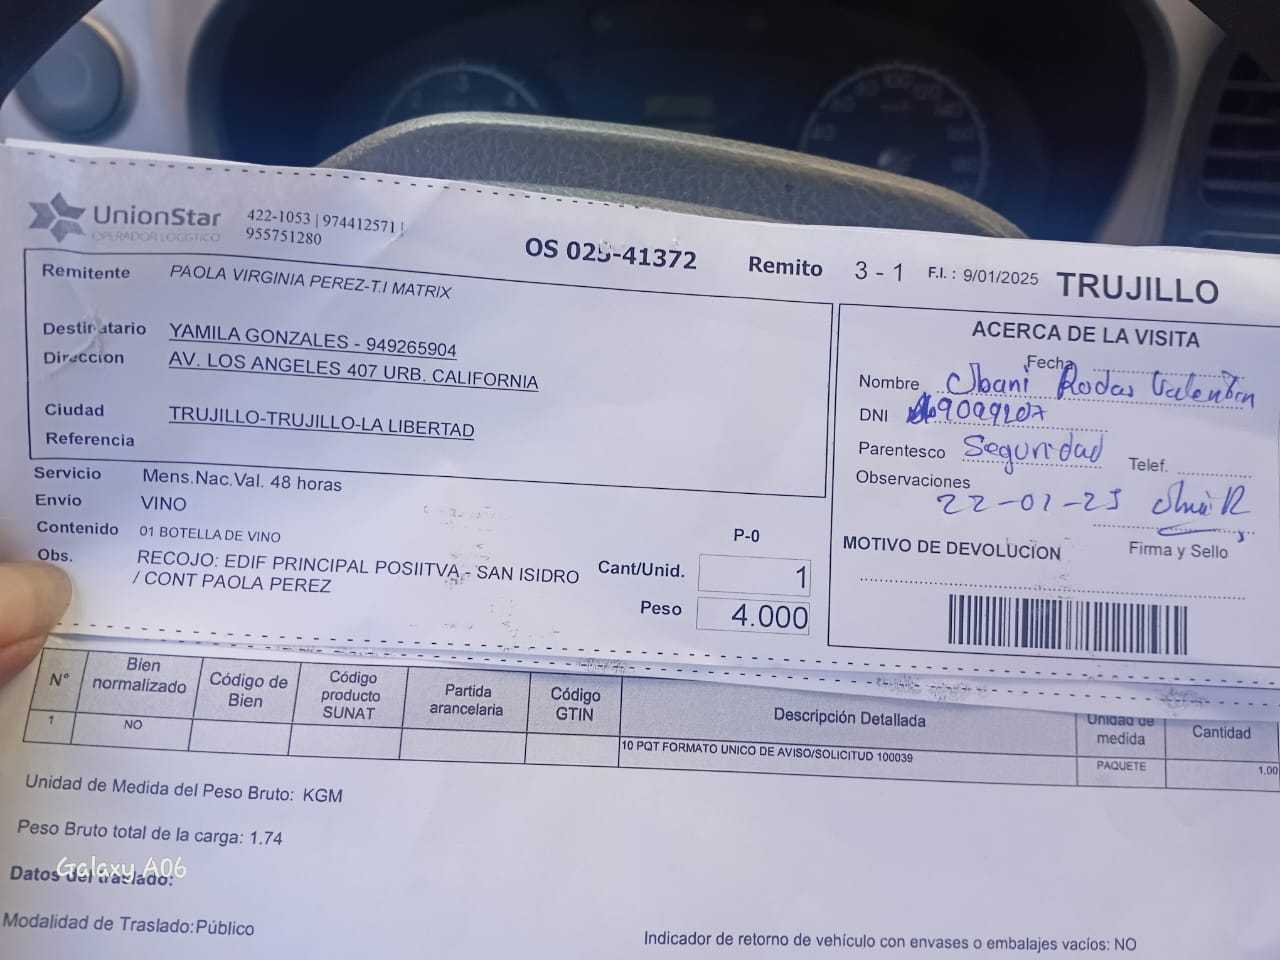 UnionStar
OPERADOR LOGÍSTICO
422-1053 | 974412571 |
955751280
OS 025-41372
Remito 3 - 1
F.I. : 9/01/2025
TRUJILLO
Remitente PAOLA VIRGINIA PEREZ-T.I MATRIX
Destinatario YAMILA GONZALES - 949265904
Direccion AV. LOS ANGELES 407 URB. CALIFORNIA
Ciudad TRUJILLO-TRUJILLO-LA LIBERTAD
Referencia
Servicio Mens.Nac.Val. 48 horas
Envio VINO
Contenido 01 BOTELLA DE VINO
Obs. RECOJO: EDIF PRINCIPAL POSIITVA - SAN ISIDRO
/ CONT PAOLA PEREZ
P-0
Cant/Unid. 1
Peso 4.000
ACERCA DE LA VISITA
Fecha
Nombre Rodas Valentin
DNI
Parentesco Seguridad Telef.
Observaciones
22-01-25
Firma y Sello
MOTIVO DE DEVOLUCION
N° Bien normalizado Código de Bien Código producto SUNAT Partida arancelaria Código GTIN Descripción Detallada Unidad de medida Cantidad
1 NO 10 PQT FORMATO UNICO DE AVISO/SOLICITUD 100039 PAQUETE 1.00
Unidad de Medida del Peso Bruto: KGM
Peso Bruto total de la carga: 1.74
Galaxy A06
Datos del traslado:
Modalidad de Traslado:Público
Indicador de retorno de vehículo con envases o embalajes vacíos: NO